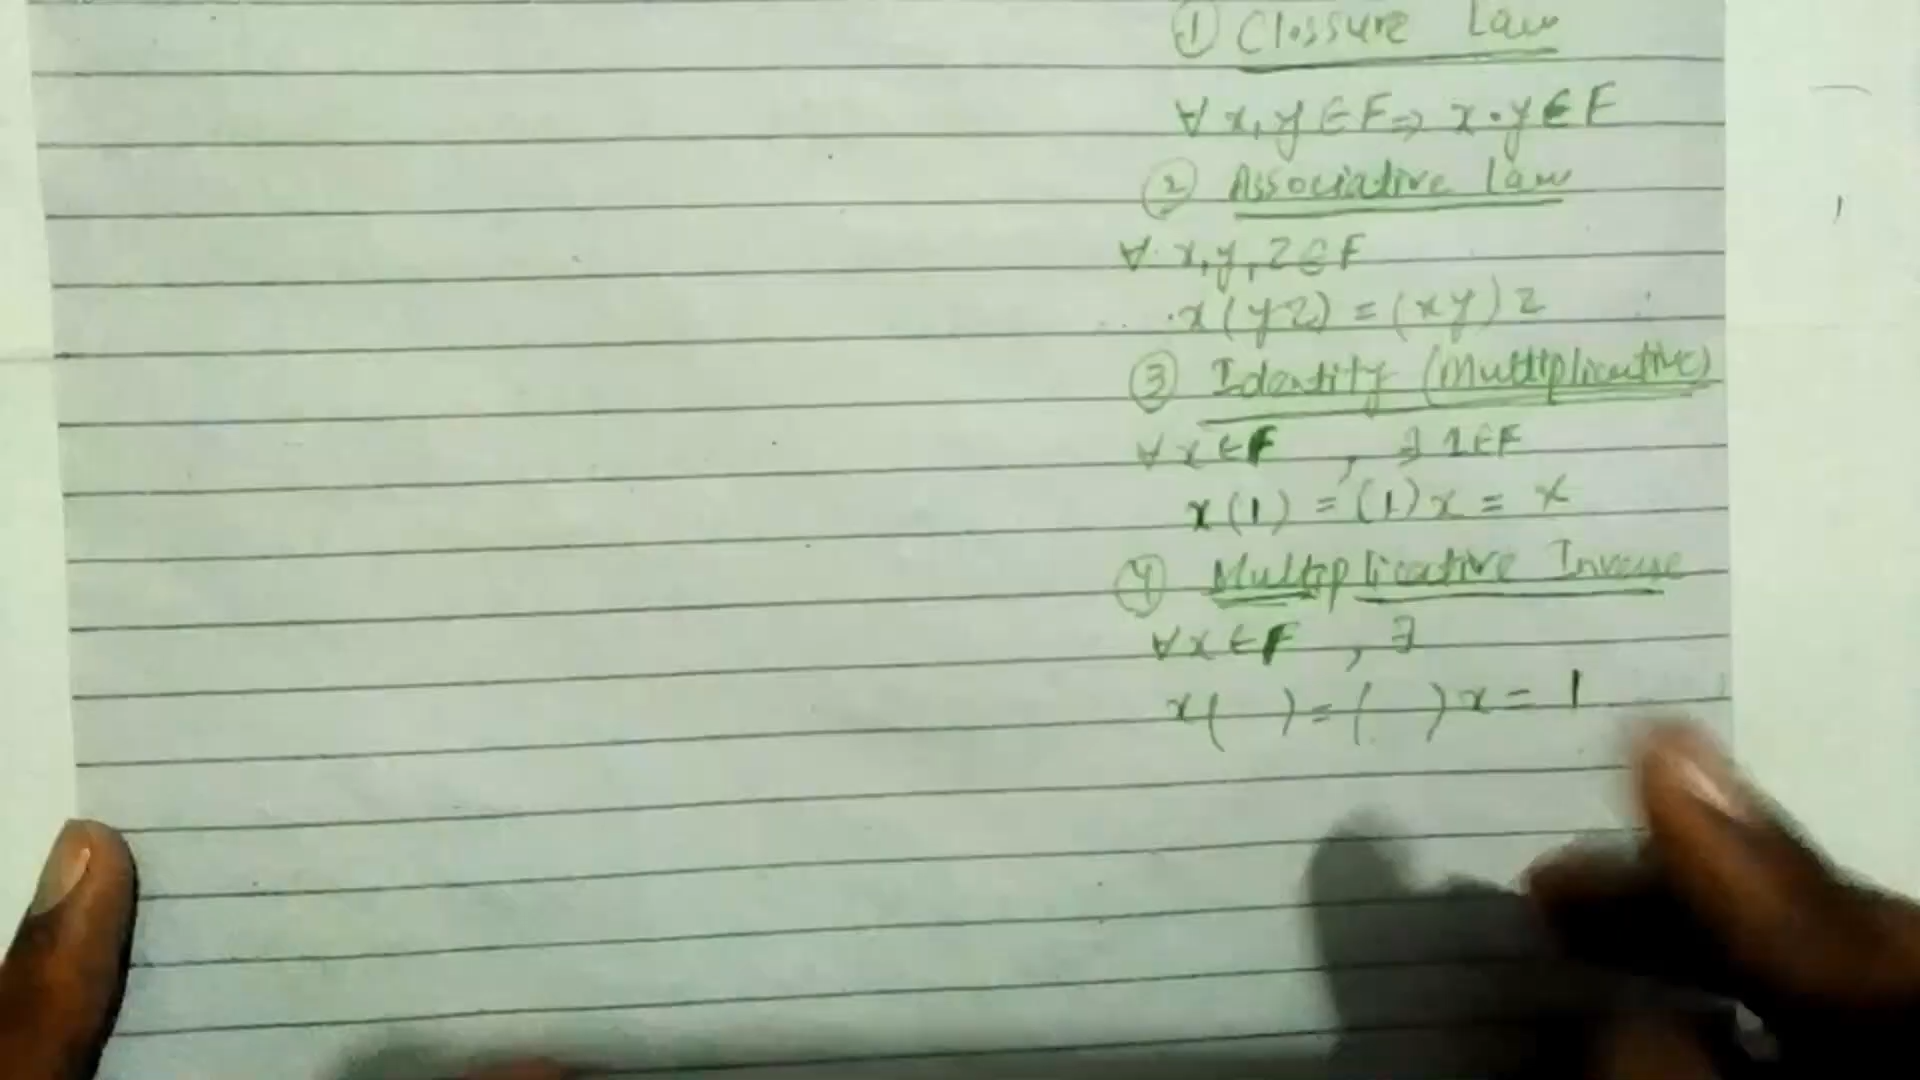 ① Clossure Law
∀ x, y ∈ F ⇒ x · y ∈ F
② Associative Law
∀ x, y, z ∈ F
x(yz) = (xy)z
③ Identity (Multiplicative)
∀ x ∈ F , ∃ 1 ∈ F
x(1) = (1)x = x
④ Multiplicative Inverse
∀ x ∈ F , ∃
x( ) = ( )x = 1